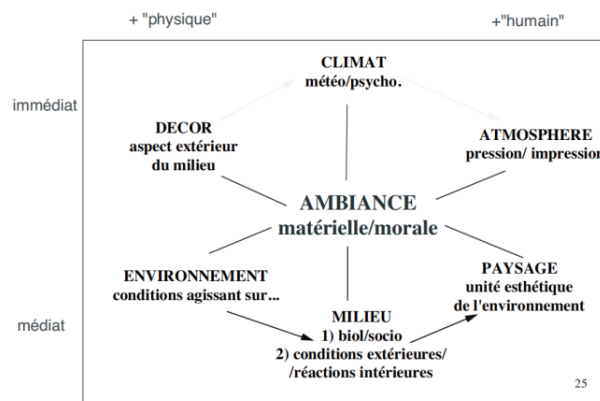 + "physique"
+"humain"
immédiat
CLIMAT
météo/psycho.
DECOR
aspect extérieur
du milieu
ATMOSPHERE
pression/ impression
AMBIANCE
matérielle/morale
ENVIRONNEMENT
conditions agissant sur...
PAYSAGE
unité esthétique
de l'environnement
médiat
MILIEU
1) biol/socio
2) conditions extérieures/
/réactions intérieures
25